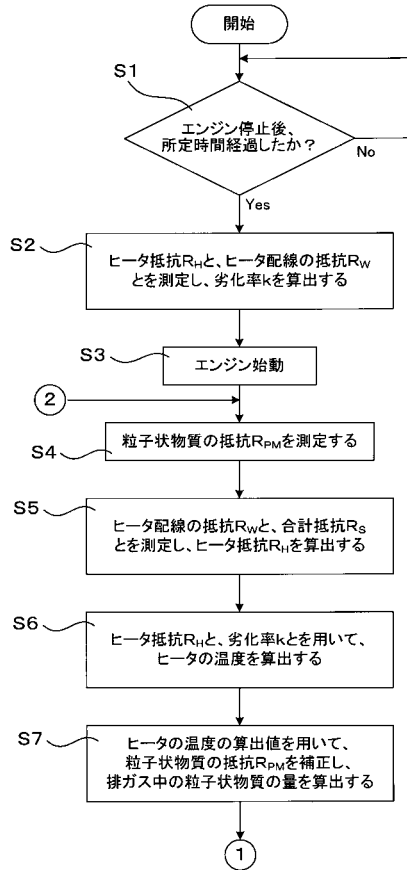 開始
S1
エンジン停止後、
所定時間経過したか?
No
Yes
S2
ヒータ抵抗RHと、ヒータ配線の抵抗RW
とを測定し、劣化率kを算出する
S3
エンジン始動
2
粒子状物質の抵抗RPMを測定する
S4
S5
ヒータ配線の抵抗RWと、合計抵抗RS
とを測定し、ヒータ抵抗RHを算出する
S6
ヒータ抵抗RHと、劣化率kとを用いて、
ヒータの温度を算出する
S7
ヒータの温度の算出値を用いて、
粒子状物質の抵抗RPMを補正し、
排ガス中の粒子状物質の量を算出する
1